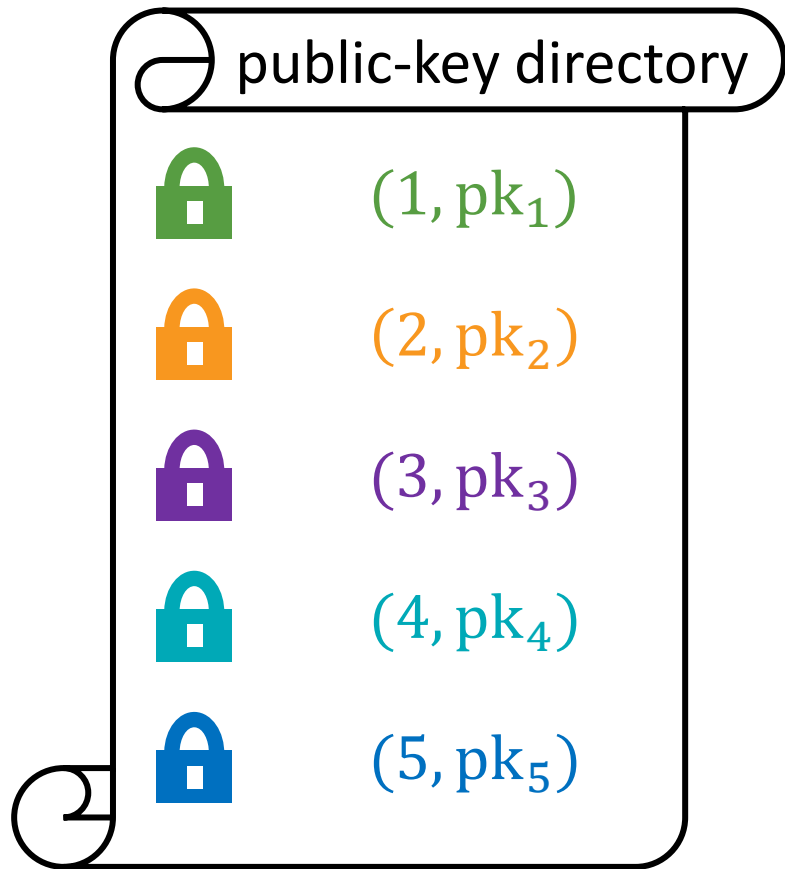 public-key directory
(1, pk₁)
(2, pk₂)
(3, pk₃)
(4, pk₄)
(5, pk₅)